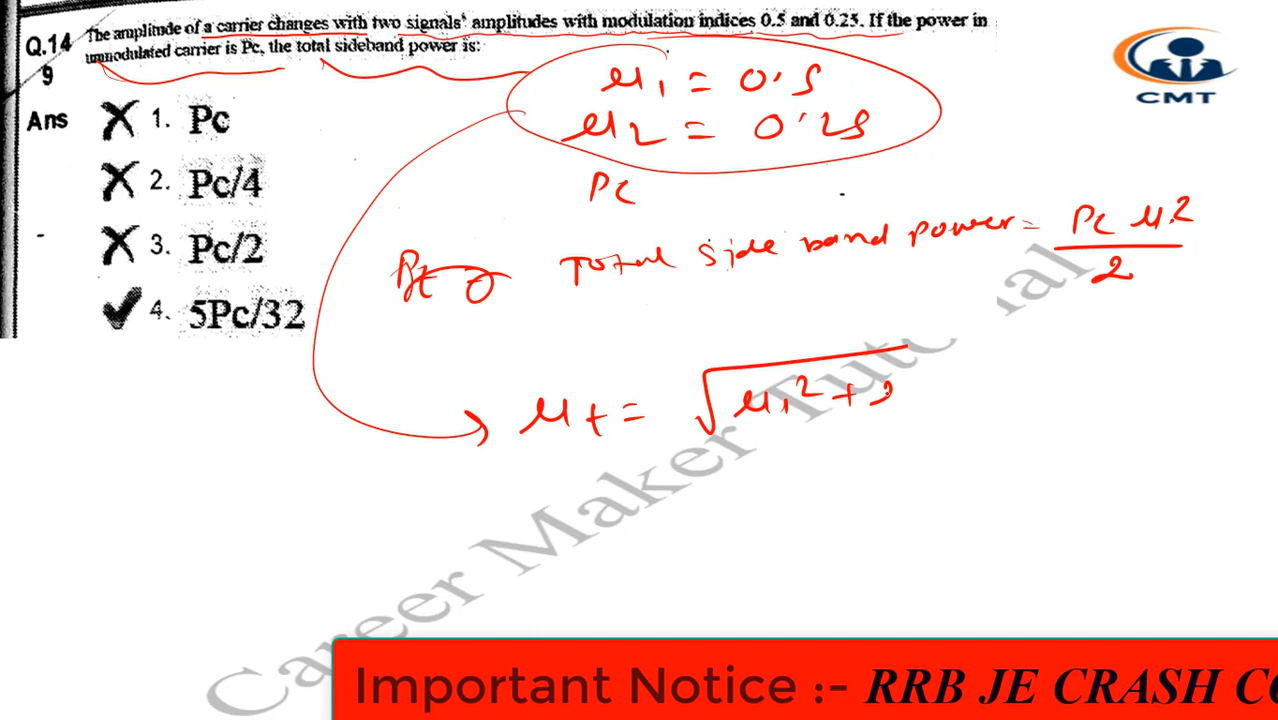 Q.14
9
The amplitude of a carrier changes with two signals' amplitudes with modulation indices 0.5 and 0.25. If the power in
unmodulated carrier is Pc, the total sideband power is:
Ans
1. Pc
2. Pc/4
3. Pc/2
4. 5Pc/32
CMT
μ1 = 0.5
μ2 = 0.25
Pc
Total side band power = Pc μt2 / 2
μt = √μ12 +
Career Maker Tutorial
Important Notice :- RRB JE CRASH CO